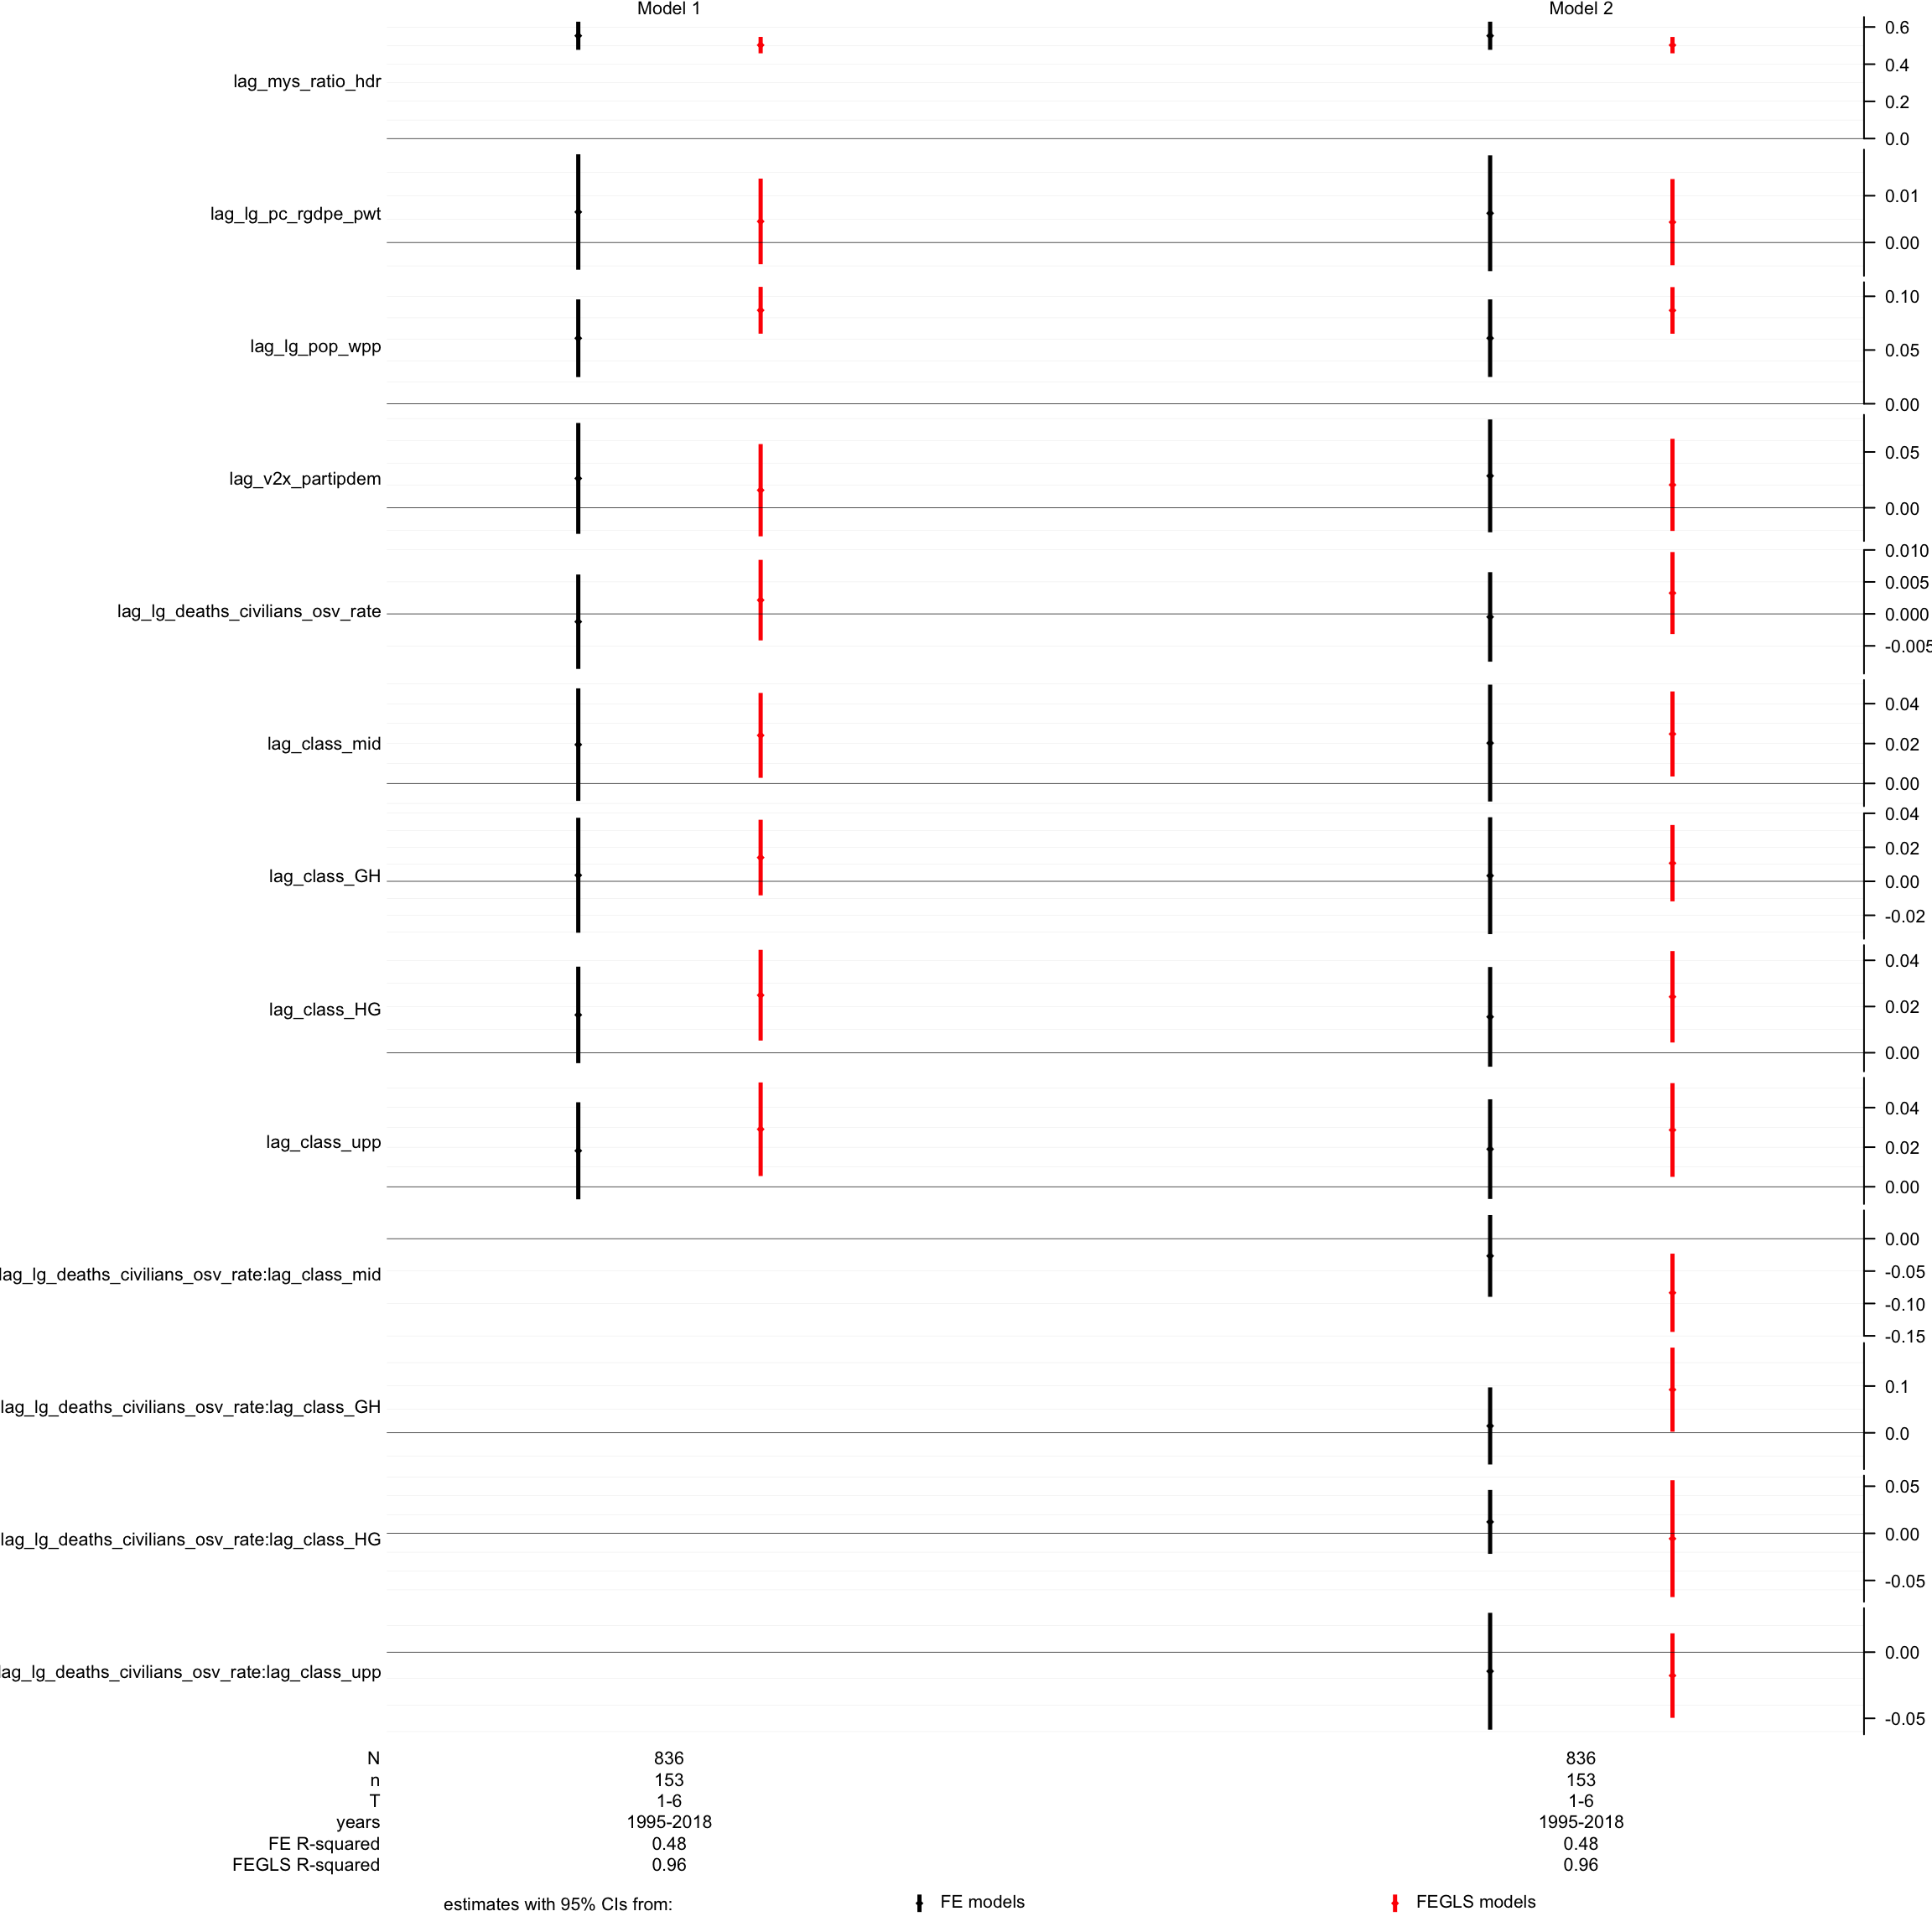 Model 1 Model 2
lag_mys_ratio_hdr
0.6
0.4
0.2
0.0
lag_lg_pc_rgdpe_pwt
0.01
0.00
lag_lg_pop_wpp
0.10
0.05
0.00
lag_v2x_partipdem
0.05
0.00
lag_lg_deaths_civilians_osv_rate
0.010
0.005
0.000
-0.005
lag_class_mid
0.04
0.02
0.00
lag_class_GH
0.04
0.02
0.00
-0.02
lag_class_HG
0.04
0.02
0.00
lag_class_upp
0.04
0.02
0.00
lag_lg_deaths_civilians_osv_rate:lag_class_mid
0.00
-0.05
-0.10
-0.15
lag_lg_deaths_civilians_osv_rate:lag_class_GH
0.1
0.0
lag_lg_deaths_civilians_osv_rate:lag_class_HG
0.05
0.00
-0.05
lag_lg_deaths_civilians_osv_rate:lag_class_upp
0.00
-0.05
N 836 836
n 153 153
T 1-6 1-6
years 1995-2018 1995-2018
FE R-squared 0.48 0.48
FEGLS R-squared 0.96 0.96
estimates with 95% CIs from: FE models FEGLS models